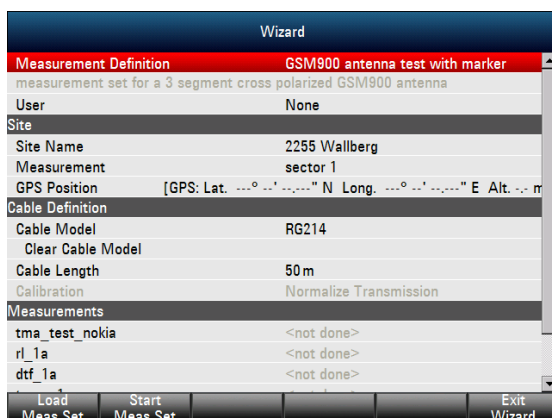 Wizard
Measurement Definition GSM900 antenna test with marker
measurement set for a 3 segment cross polarized GSM900 antenna
User None
Site
Site Name 2255 Wallberg
Measurement sector 1
GPS Position [GPS: Lat. ---° --' --.---" N Long. ---° --' --.---" E Alt. -.- m
Cable Definition
Cable Model RG214
Clear Cable Model
Cable Length 50 m
Calibration Normalize Transmission
Measurements
tma_test_nokia <not done>
rl_1a <not done>
dtf_1a <not done>
Load Meas Set Start Meas Set Exit Wizard